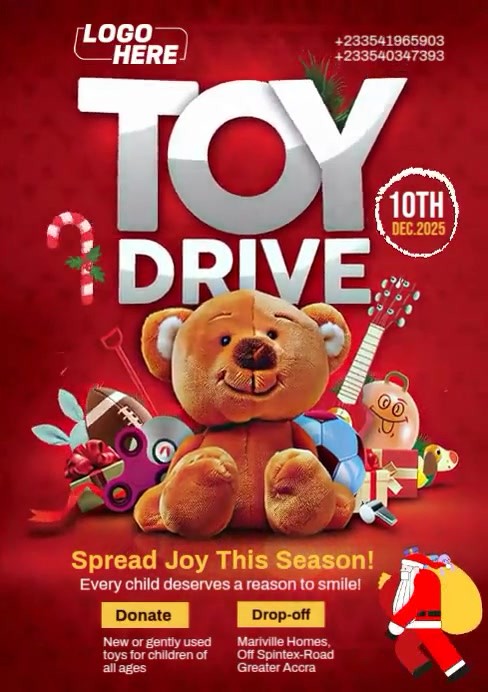 LOGO
HERE
+233541965903
+233540347393
TOY
DRIVE
10TH
DEC.2025
Spread Joy This Season!
Every child deserves a reason to smile!
Donate
New or gently used
toys for children of
all ages
Drop-off
Mariville Homes,
Off Spintex-Road
Greater Accra